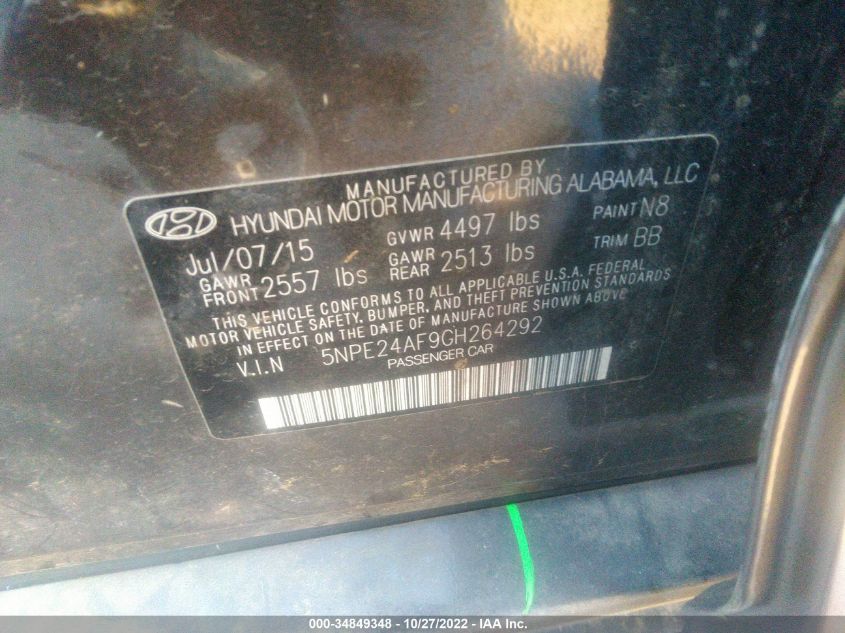 MANUFACTURED BY
HYUNDAI MOTOR MANUFACTURING ALABAMA, LLC
Jul/07/15 GVWR 4497 lbs PAINT N8
GAWR FRONT 2557 lbs GAWR REAR 2513 lbs TRIM BB
THIS VEHICLE CONFORMS TO ALL APPLICABLE U.S.A. FEDERAL
MOTOR VEHICLE SAFETY, BUMPER, AND THEFT PREVENTION STANDARDS
IN EFFECT ON THE DATE OF MANUFACTURE SHOWN ABOVE
V.I.N 5NPE24AF9GH264292
PASSENGER CAR
000-34849348 - 10/27/2022 - IAA Inc.